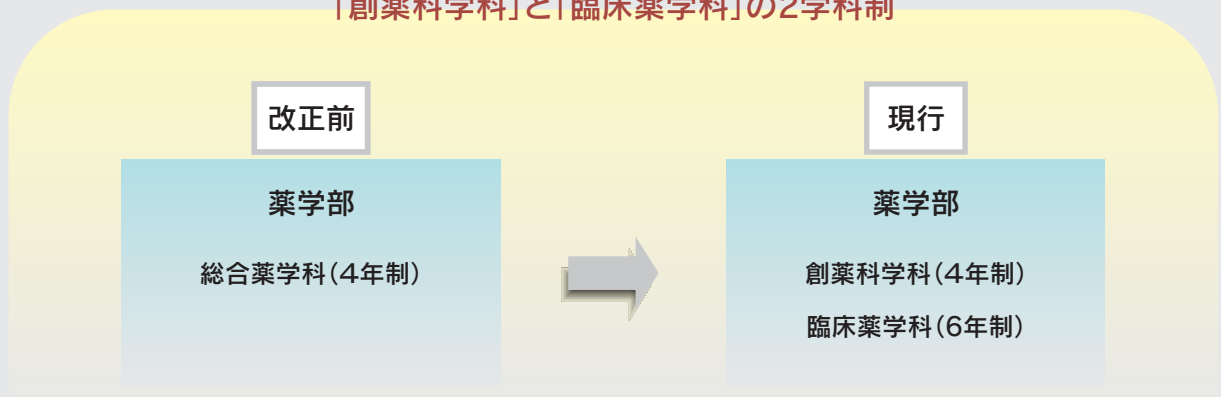 「創薬科学科」と「臨床薬学科」の2学科制
改正前
薬学部
総合薬学科（4年制）
現行
薬学部
創薬科学科（4年制）
臨床薬学科（6年制）